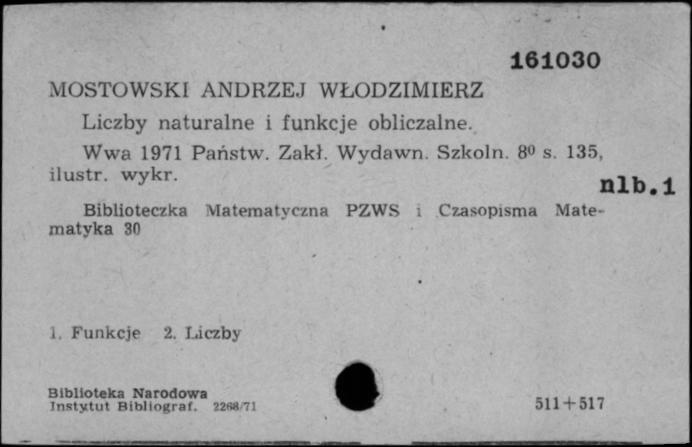 161030
MOSTOWSKI ANDRZEJ WŁODZIMIERZ
Liczby naturalne i funkcje obliczalne.
Wwa 1971 Państw. Zakł. Wydawn. Szkoln. 8⁰ s. 135,
ilustr. wykr.
nlb.1
Biblioteczka Matematyczna PZWS i Czasopisma Mate-
matyka 30
1. Funkcje 2. Liczby
Biblioteka Narodowa
Instytut Bibliograf. 2268/71
511+517